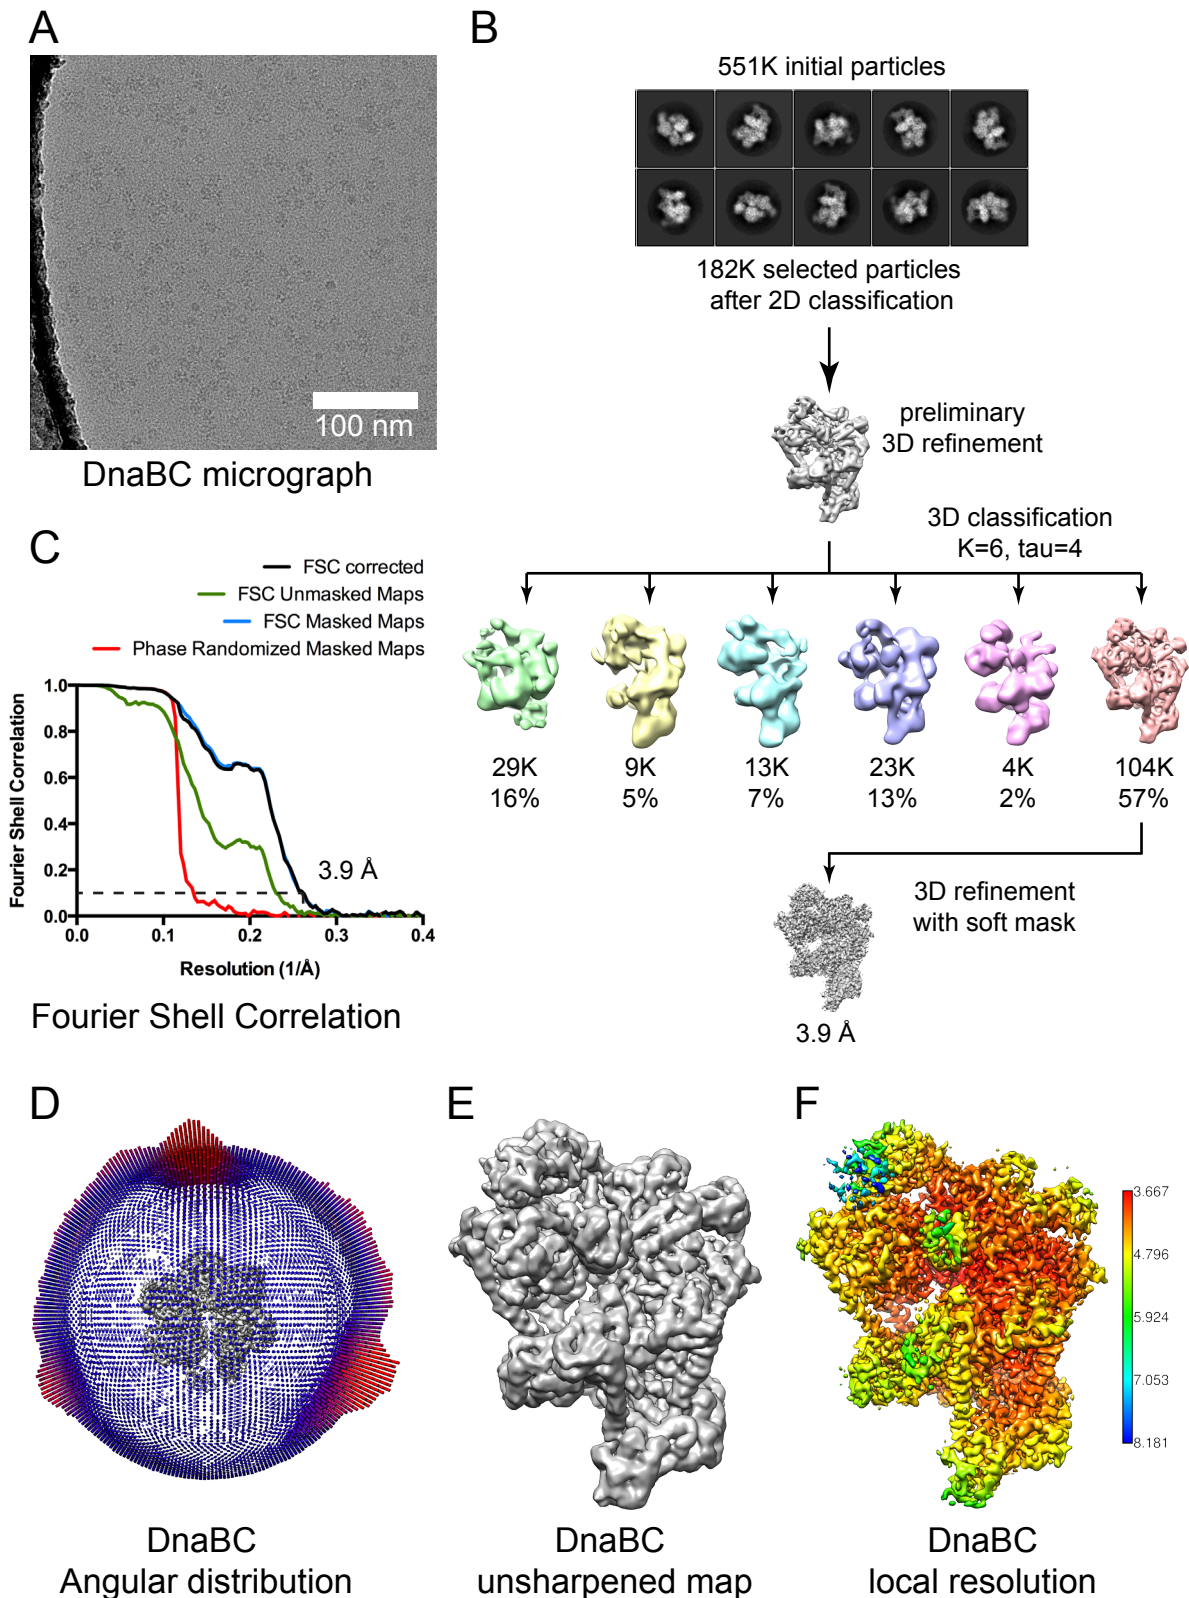 A
100 nm
DnaBC micrograph
B
551K initial particles
182K selected particles
after 2D classification
preliminary
3D refinement
3D classification
K=6, tau=4
29K
16%
9K
5%
13K
7%
23K
13%
4K
2%
104K
57%
3D refinement
with soft mask
3.9 Å
C
FSC corrected
FSC Unmasked Maps
FSC Masked Maps
Phase Randomized Masked Maps
Fourier Shell Correlation
1.0
0.8
0.6
0.4
0.2
0.0
3.9 Å
0.0 0.1 0.2 0.3 0.4
Resolution (1/Å)
Fourier Shell Correlation
D
DnaBC
Angular distribution
E
DnaBC
unsharpened map
F
3.667
4.796
5.924
7.053
8.181
DnaBC
local resolution